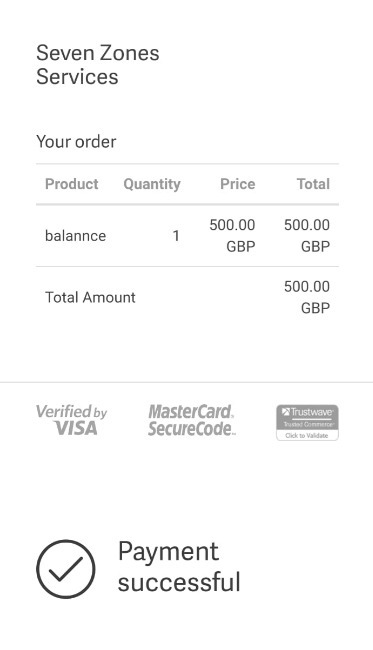 Seven Zones
Services
Your order
Product Quantity Price Total
balannce 1 500.00 GBP 500.00 GBP
Total Amount 500.00 GBP
Verified by VISA MasterCard SecureCode Trustwave Trusted Commerce Click to Validate
Payment
successful